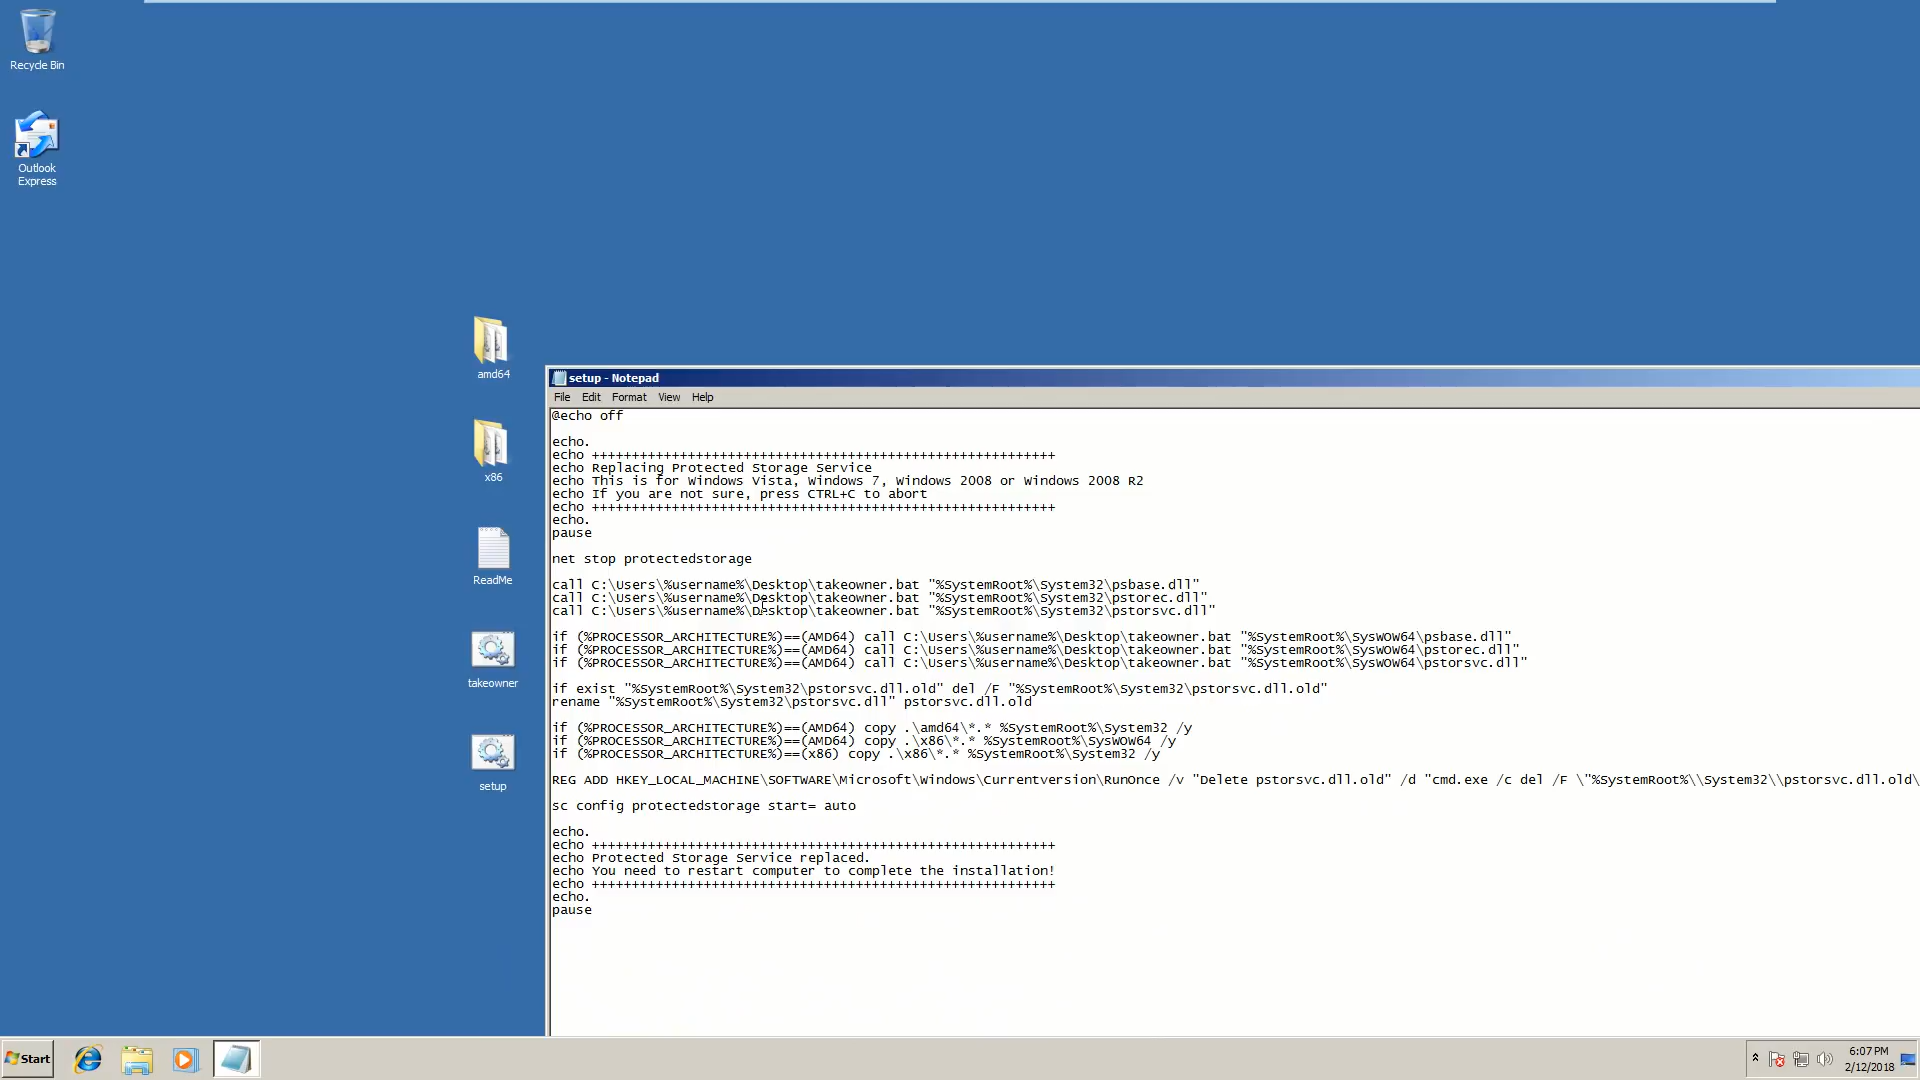 Recycle Bin
Outlook
Express
amd64
x86
ReadMe
takeowner
setup
setup - Notepad
File Edit Format View Help
@echo off
echo.
echo ++++++++++++++++++++++++++++++++++++++++++++++++++++++++++
echo Replacing Protected Storage Service
echo This is for Windows Vista, Windows 7, Windows 2008 or Windows 2008 R2
echo If you are not sure, press CTRL+C to abort
echo ++++++++++++++++++++++++++++++++++++++++++++++++++++++++++
echo.
pause
net stop protectedstorage
call C:\Users\%username%\Desktop\takeowner.bat "%SystemRoot%\System32\psbase.dll"
call C:\Users\%username%\Desktop\takeowner.bat "%SystemRoot%\System32\pstorec.dll"
call C:\Users\%username%\Desktop\takeowner.bat "%SystemRoot%\System32\pstorsvc.dll"
if (%PROCESSOR_ARCHITECTURE%)==(AMD64) call C:\Users\%username%\Desktop\takeowner.bat "%SystemRoot%\SysWOW64\psbase.dll"
if (%PROCESSOR_ARCHITECTURE%)==(AMD64) call C:\Users\%username%\Desktop\takeowner.bat "%SystemRoot%\SysWOW64\pstorec.dll"
if (%PROCESSOR_ARCHITECTURE%)==(AMD64) call C:\Users\%username%\Desktop\takeowner.bat "%SystemRoot%\SysWOW64\pstorsvc.dll"
if exist "%SystemRoot%\System32\pstorsvc.dll.old" del /F "%SystemRoot%\System32\pstorsvc.dll.old"
rename "%SystemRoot%\System32\pstorsvc.dll" pstorsvc.dll.old
if (%PROCESSOR_ARCHITECTURE%)==(AMD64) copy .\amd64\*.* %SystemRoot%\System32 /y
if (%PROCESSOR_ARCHITECTURE%)==(AMD64) copy .\x86\*.* %SystemRoot%\SysWOW64 /y
if (%PROCESSOR_ARCHITECTURE%)==(x86) copy .\x86\*.* %SystemRoot%\System32 /y
REG ADD HKEY_LOCAL_MACHINE\SOFTWARE\Microsoft\Windows\Currentversion\RunOnce /v "Delete pstorsvc.dll.old" /d "cmd.exe /c del /F \"%SystemRoot%\\System32\\pstorsvc.dll.old\
sc config protectedstorage start= auto
echo.
echo ++++++++++++++++++++++++++++++++++++++++++++++++++++++++++
echo Protected Storage Service replaced.
echo You need to restart computer to complete the installation!
echo ++++++++++++++++++++++++++++++++++++++++++++++++++++++++++
echo.
pause
Start
6:07 PM
2/12/2018